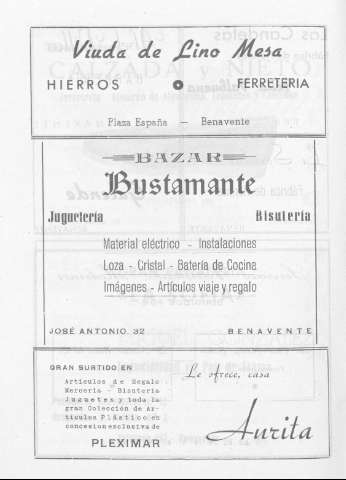 Viuda de Lino Mesa
HIERROS FERRETERIA
Plaza España — Benavente
BAZAR
Bustamante
Juguetería Bisutería
Material eléctrico - Instalaciones
Loza - Cristal - Batería de Cocina
Imágenes - Artículos viaje y regalo
JOSÉ ANTONIO, 32 BENAVENTE
GRAN SURTIDO EN
Artículos de Regalo
Mercería - Bisutería
Juguetes y toda la
gran Colección de Ar-
tículos Plástico en
concesion exclusiva de
PLEXIMAR
Le ofrece, casa
Aurita